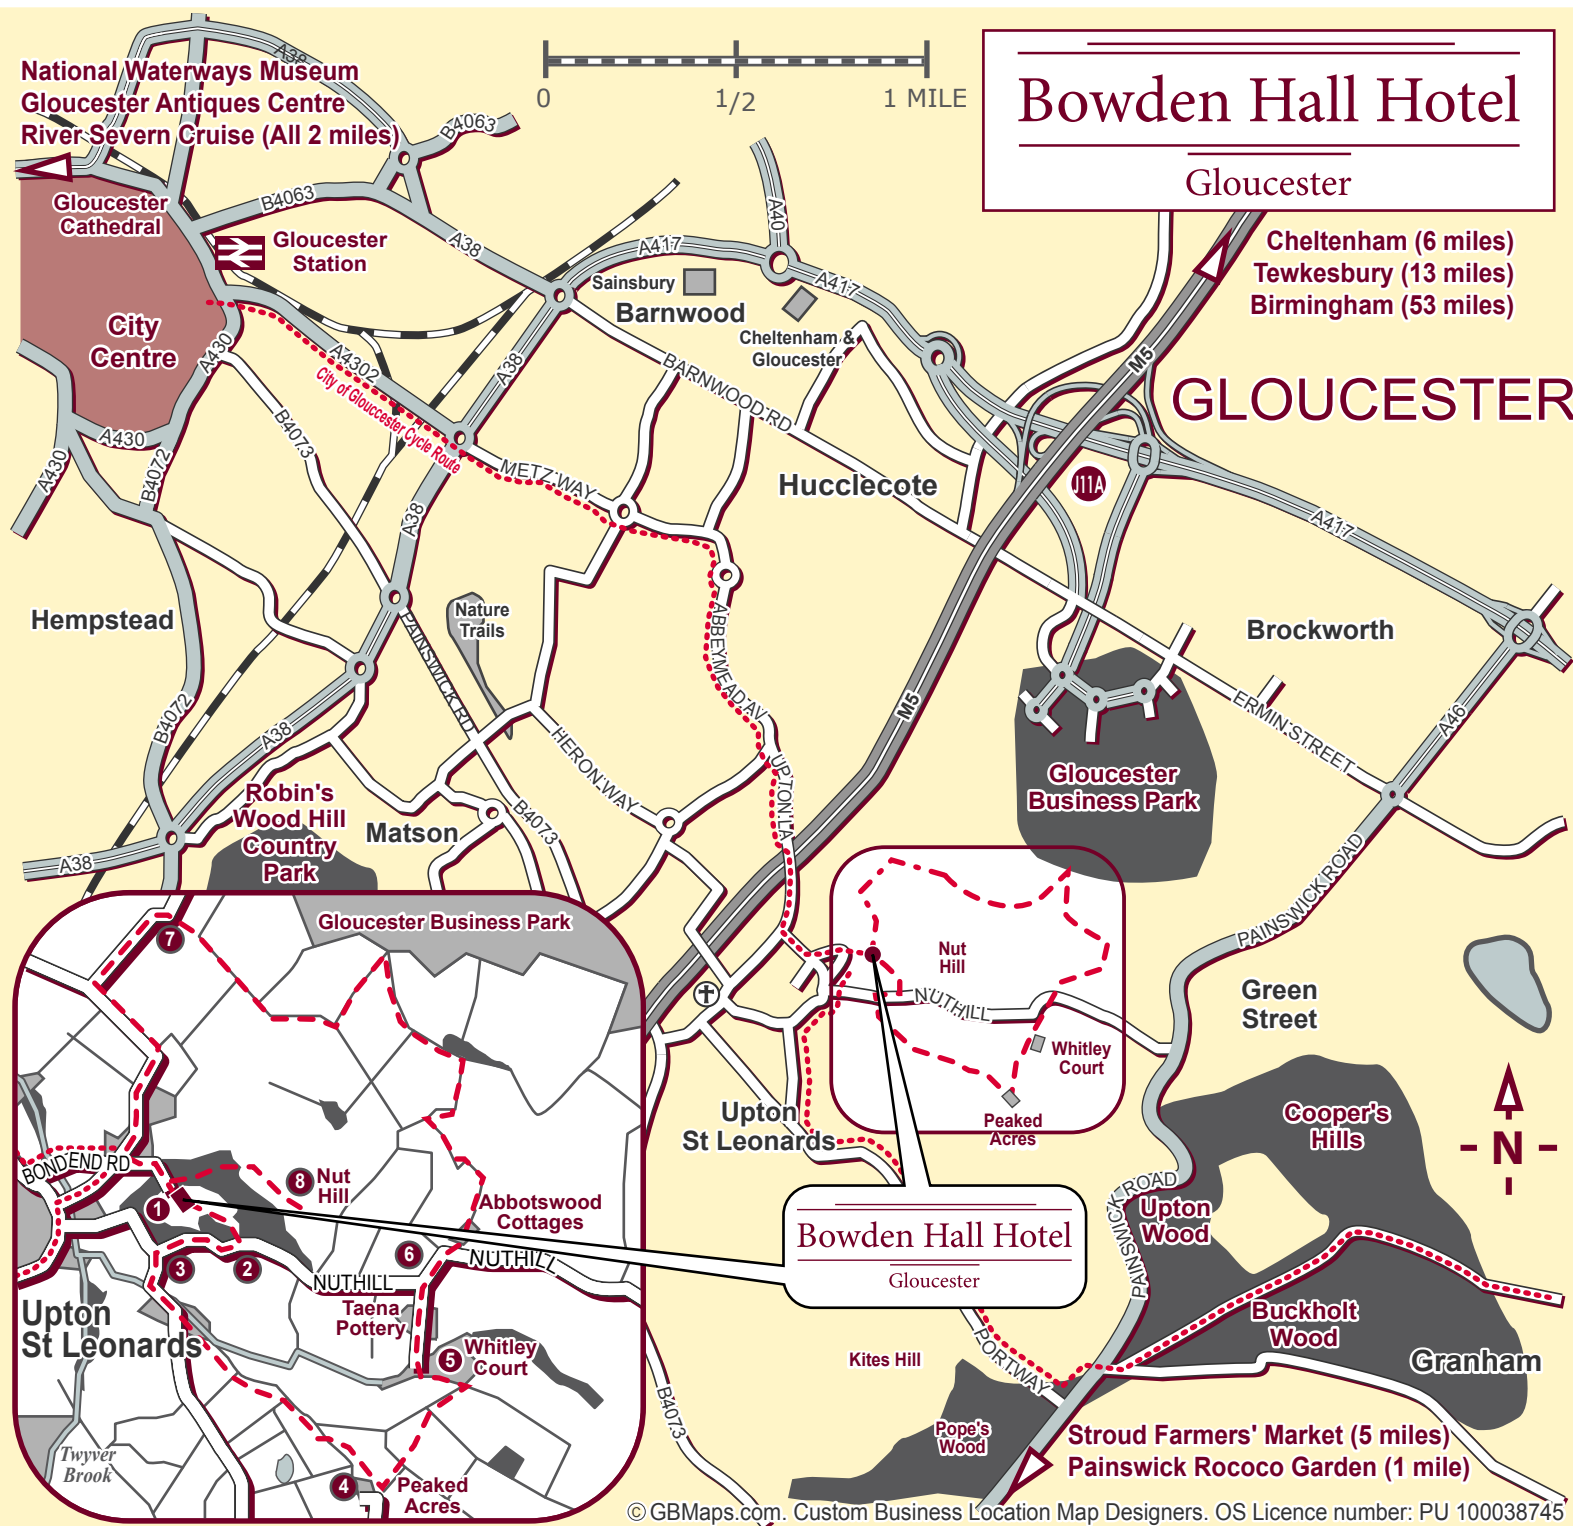 National Waterways Museum
Gloucester Antiques Centre
River Severn Cruise (All 2 miles)
A38
B4063
0
1/2
1 MILE
Bowden Hall Hotel
Gloucester
Gloucester
Cathedral
B4063
Gloucester
Station
A38
A417
A40
Sainsbury
Barnwood
A417
Cheltenham &
Gloucester
Cheltenham (6 miles)
Tewkesbury (13 miles)
Birmingham (53 miles)
M5
GLOUCESTER
City
Centre
A430
A4302
City of Glouccester Cycle Route
A38
BARNWOOD RD
B4073
A430
A430
B4072
METZ WAY
Hucclecote
J11A
A417
A38
Hempstead
Nature
Trails
PAINSWICK RD
ABBEYMEAD AV
Brockworth
M5
B4072
A38
HERON WAY
UPTON LA
ERMIN STREET
A46
Gloucester
Business Park
Robin's
Wood Hill
Country
Park
Matson
B4073
A38
PAINSWICK ROAD
Gloucester Business Park
7
Nut
Hill
NUTHILL
Green
Street
Whitley
Court
Upton
St Leonards
Peaked
Acres
Cooper's
Hills
N
BONDEND RD
8
Nut
Hill
1
Abbotswood
Cottages
2
3
6
NUTHILL
NUTHILL
Bowden Hall Hotel
Gloucester
PAINSWICK ROAD
Upton
Wood
Upton
St Leonards
Taena
Pottery
5
Whitley
Court
Buckholt
Wood
Kites Hill
PORTWAY
Granham
B4073
Pope's
Wood
Twyver
Brook
4
Peaked
Acres
Stroud Farmers' Market (5 miles)
Painswick Rococo Garden (1 mile)
© GBMaps.com. Custom Business Location Map Designers. OS Licence number: PU 100038745